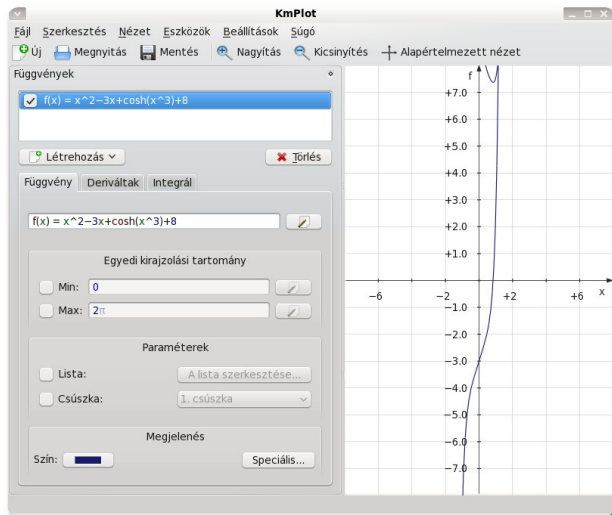 KmPlot
Fájl Szerkesztés Nézet Eszközök Beállítások Súgó
Új Megnyitás Mentés Nagyítás Kicsinyítés Alapértelmezett nézet
Függvények
f(x) = x^2−3x+cosh(x^3)+8
Létrehozás
Törlés
Függvény Deriváltak Integrál
f(x) = x^2−3x+cosh(x^3)+8
Egyedi kirajzolási tartomány
Min: 0
Max: 2π
Paraméterek
Lista: A lista szerkesztése...
Csúszka: 1. csúszka
Megjelenés
Szín: Speciális...
f
+7.0
+6.0
+5.0
+4.0
+3.0
+2.0
+1.0
−6 −2 +2 +6 x
−1.0
−2.0
−3.0
−4.0
−5.0
−6.0
−7.0